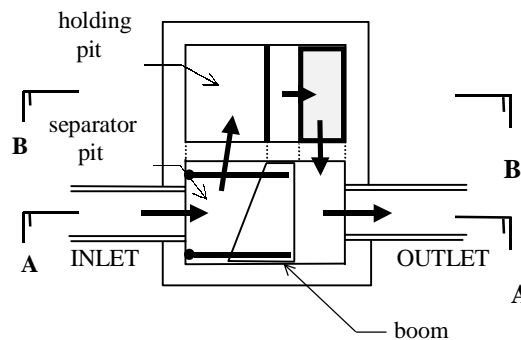 holding
pit
separator
pit
B
B
A
INLET
OUTLET
A
boom